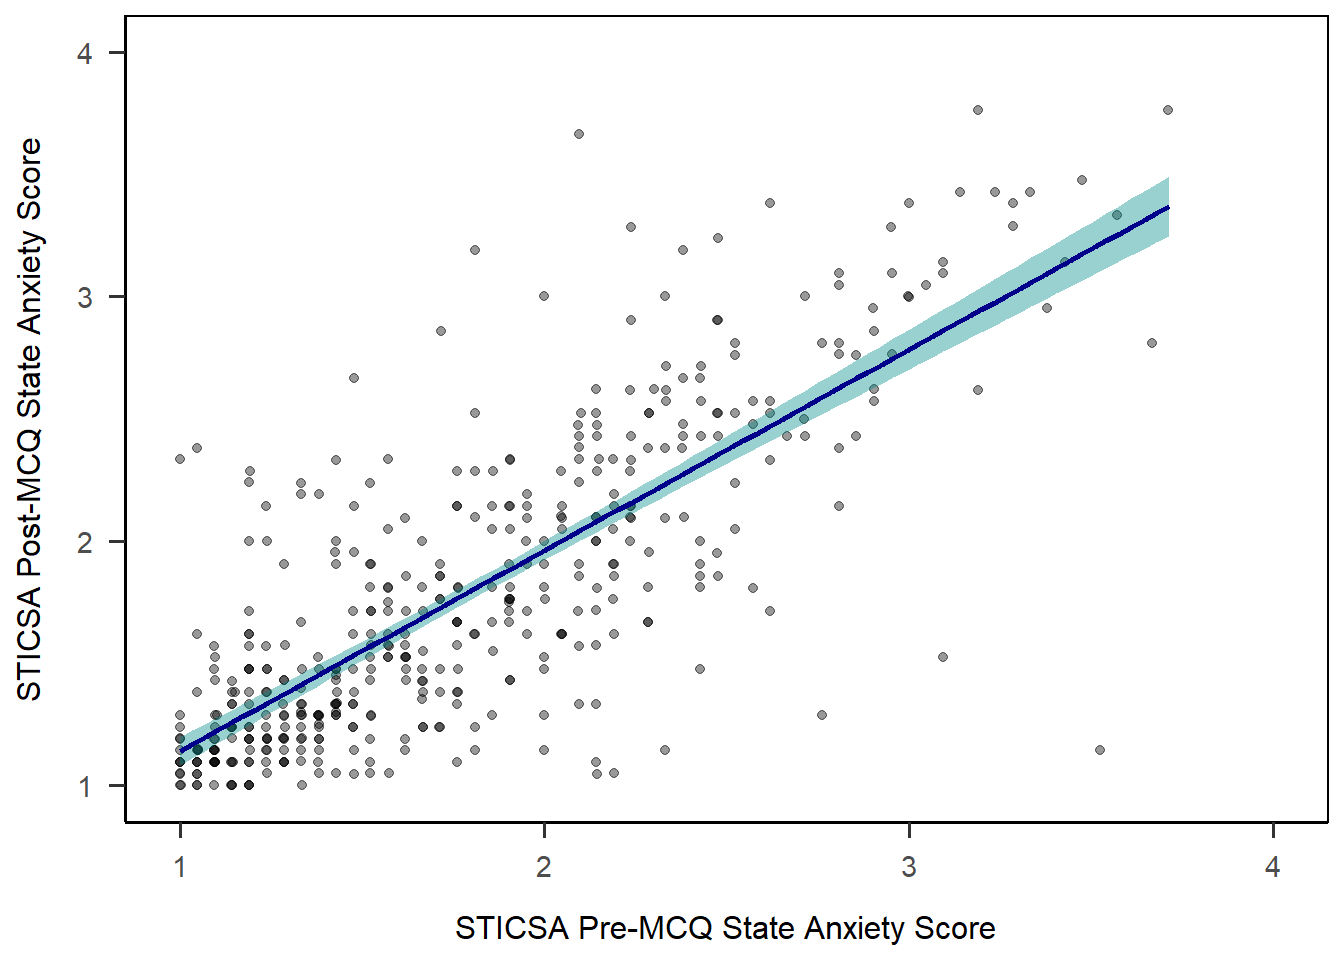 4
3
2
1
STICSA Post-MCQ State Anxiety Score
1 2 3 4
STICSA Pre-MCQ State Anxiety Score